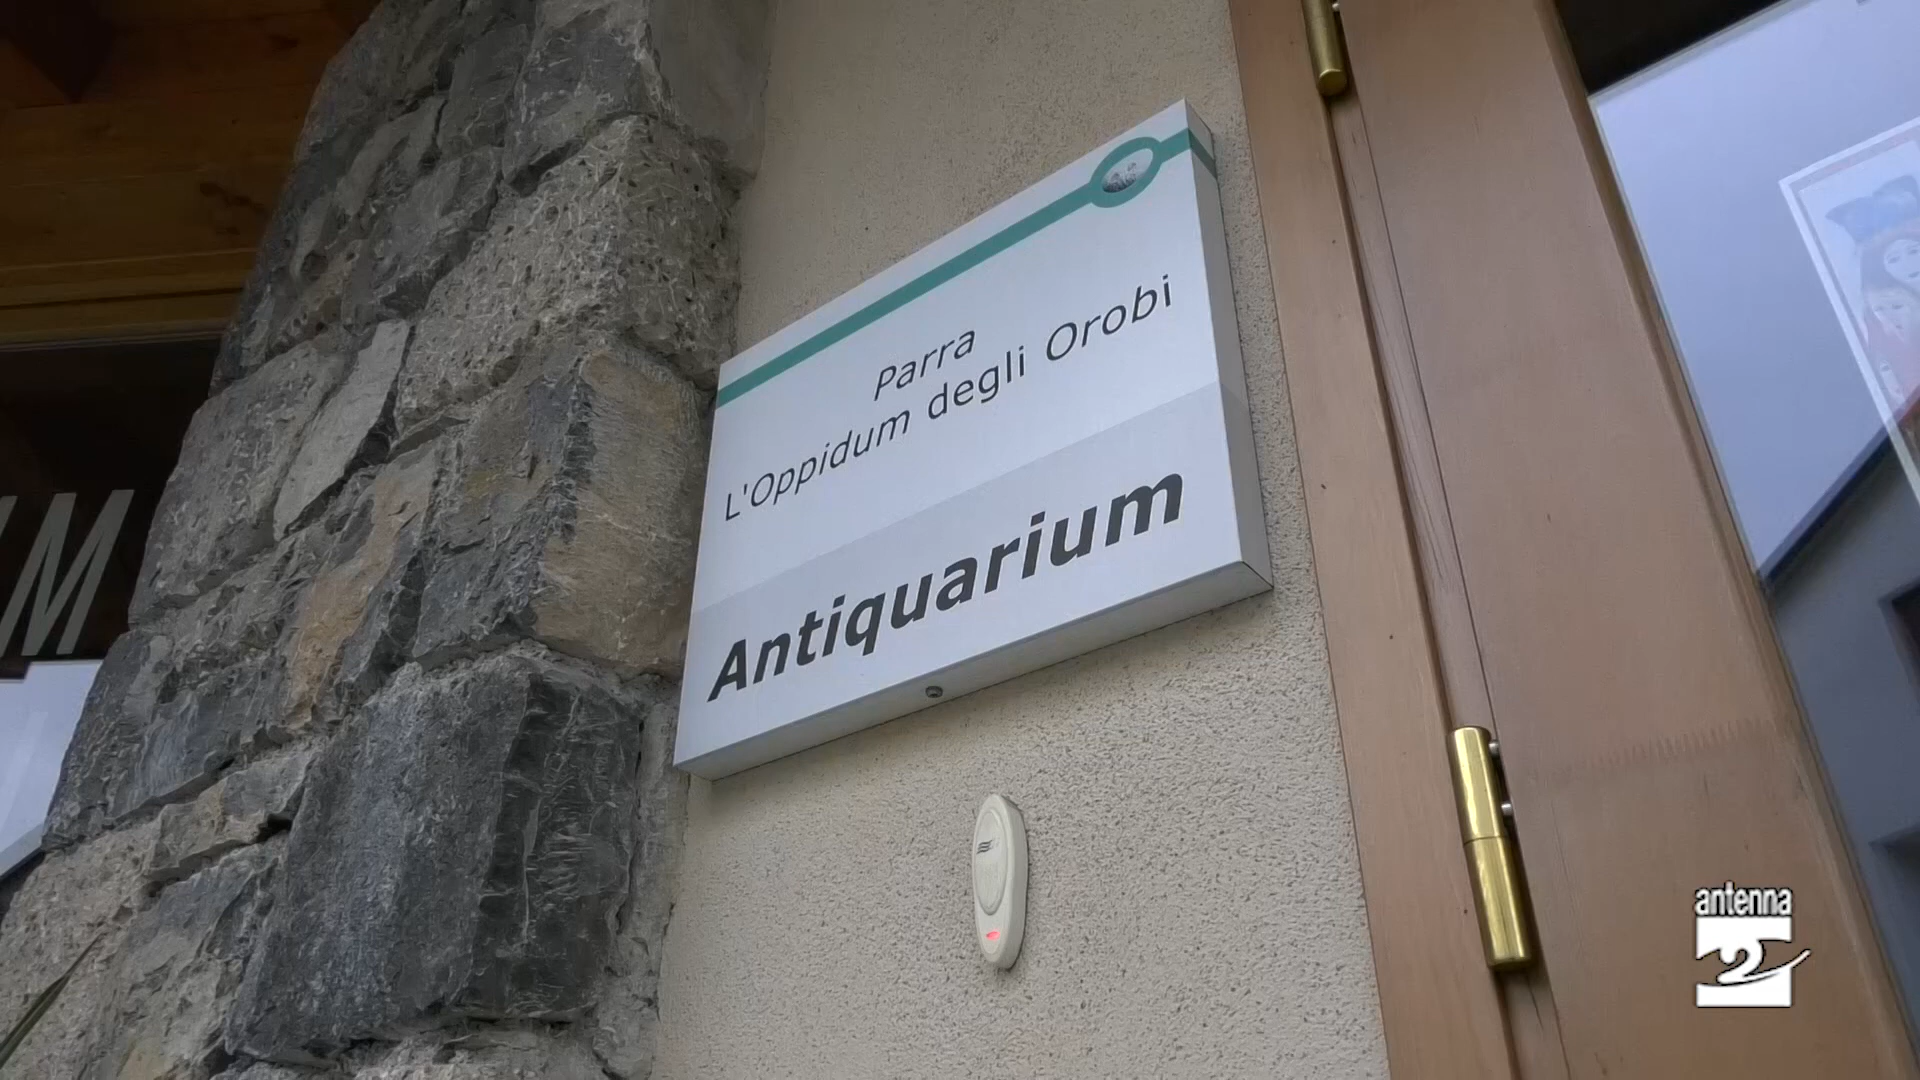 Parra
L'Oppidum degli Orobi
Antiquarium
M
antenna
2